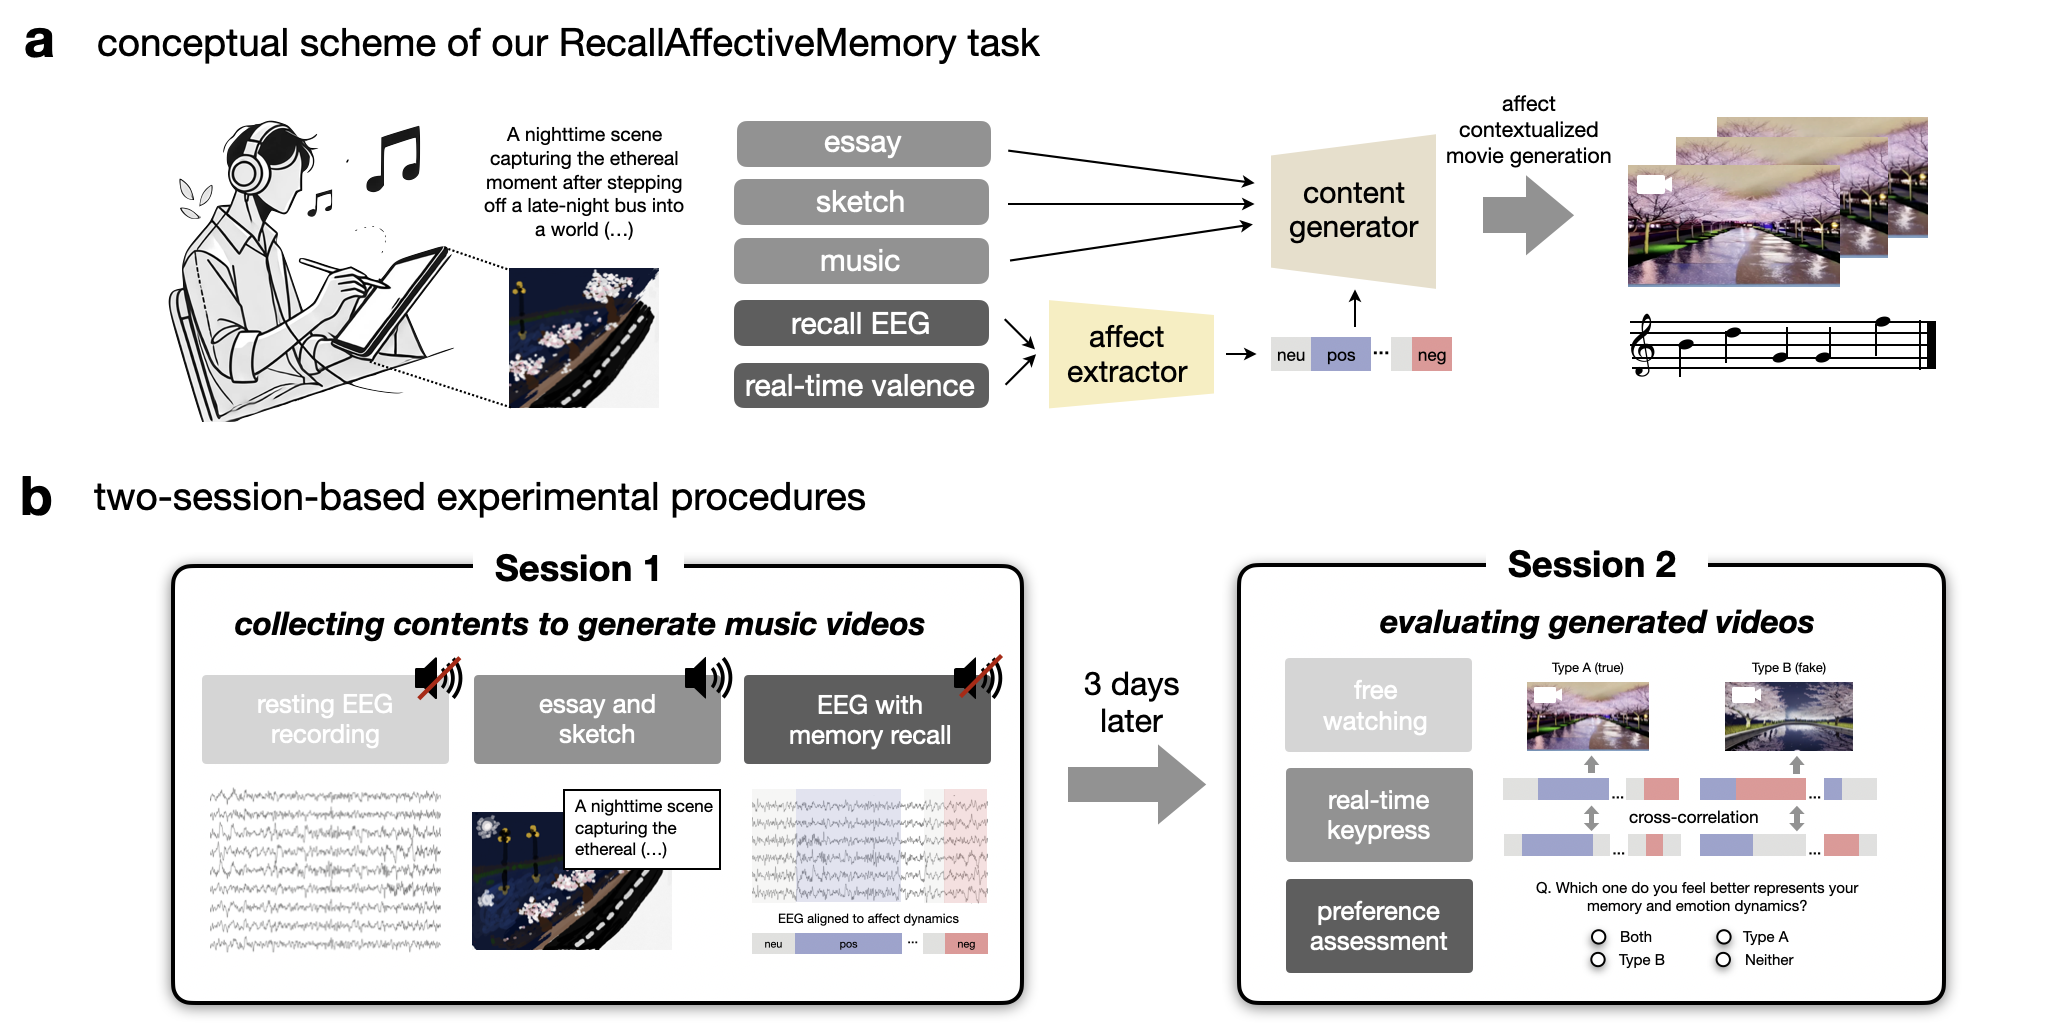 a conceptual scheme of our RecallAffectiveMemory task
A nighttime scene
capturing the ethereal
moment after stepping
off a late-night bus into
a world (...)
essay
sketch
music
recall EEG
real-time valence
affect
extractor
neu pos ... neg
content
generator
affect
contextualized
movie generation
b two-session-based experimental procedures
Session 1
collecting contents to generate music videos
resting EEG
recording
essay and
sketch
EEG with
memory recall
A nighttime scene
capturing the
ethereal (...)
EEG aligned to affect dynamics
neu pos ... neg
3 days
later
Session 2
evaluating generated videos
free
watching
real-time
keypress
preference
assessment
Type A (true)
Type B (fake)
... ...
cross-correlation
... ...
Q. Which one do you feel better represents your
memory and emotion dynamics?
Both Type A
Type B Neither